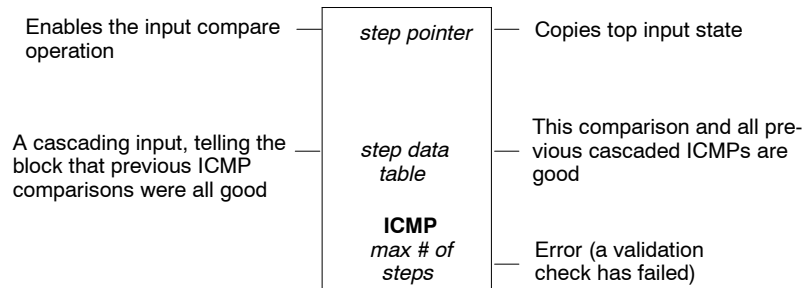 Enables the input compare
operation
step pointer
Copies top input state
A cascading input, telling the
block that previous ICMP
comparisons were all good
step data
table
This comparison and all pre-
vious cascaded ICMPs are
good
ICMP
max # of
steps
Error (a validation
check has failed)